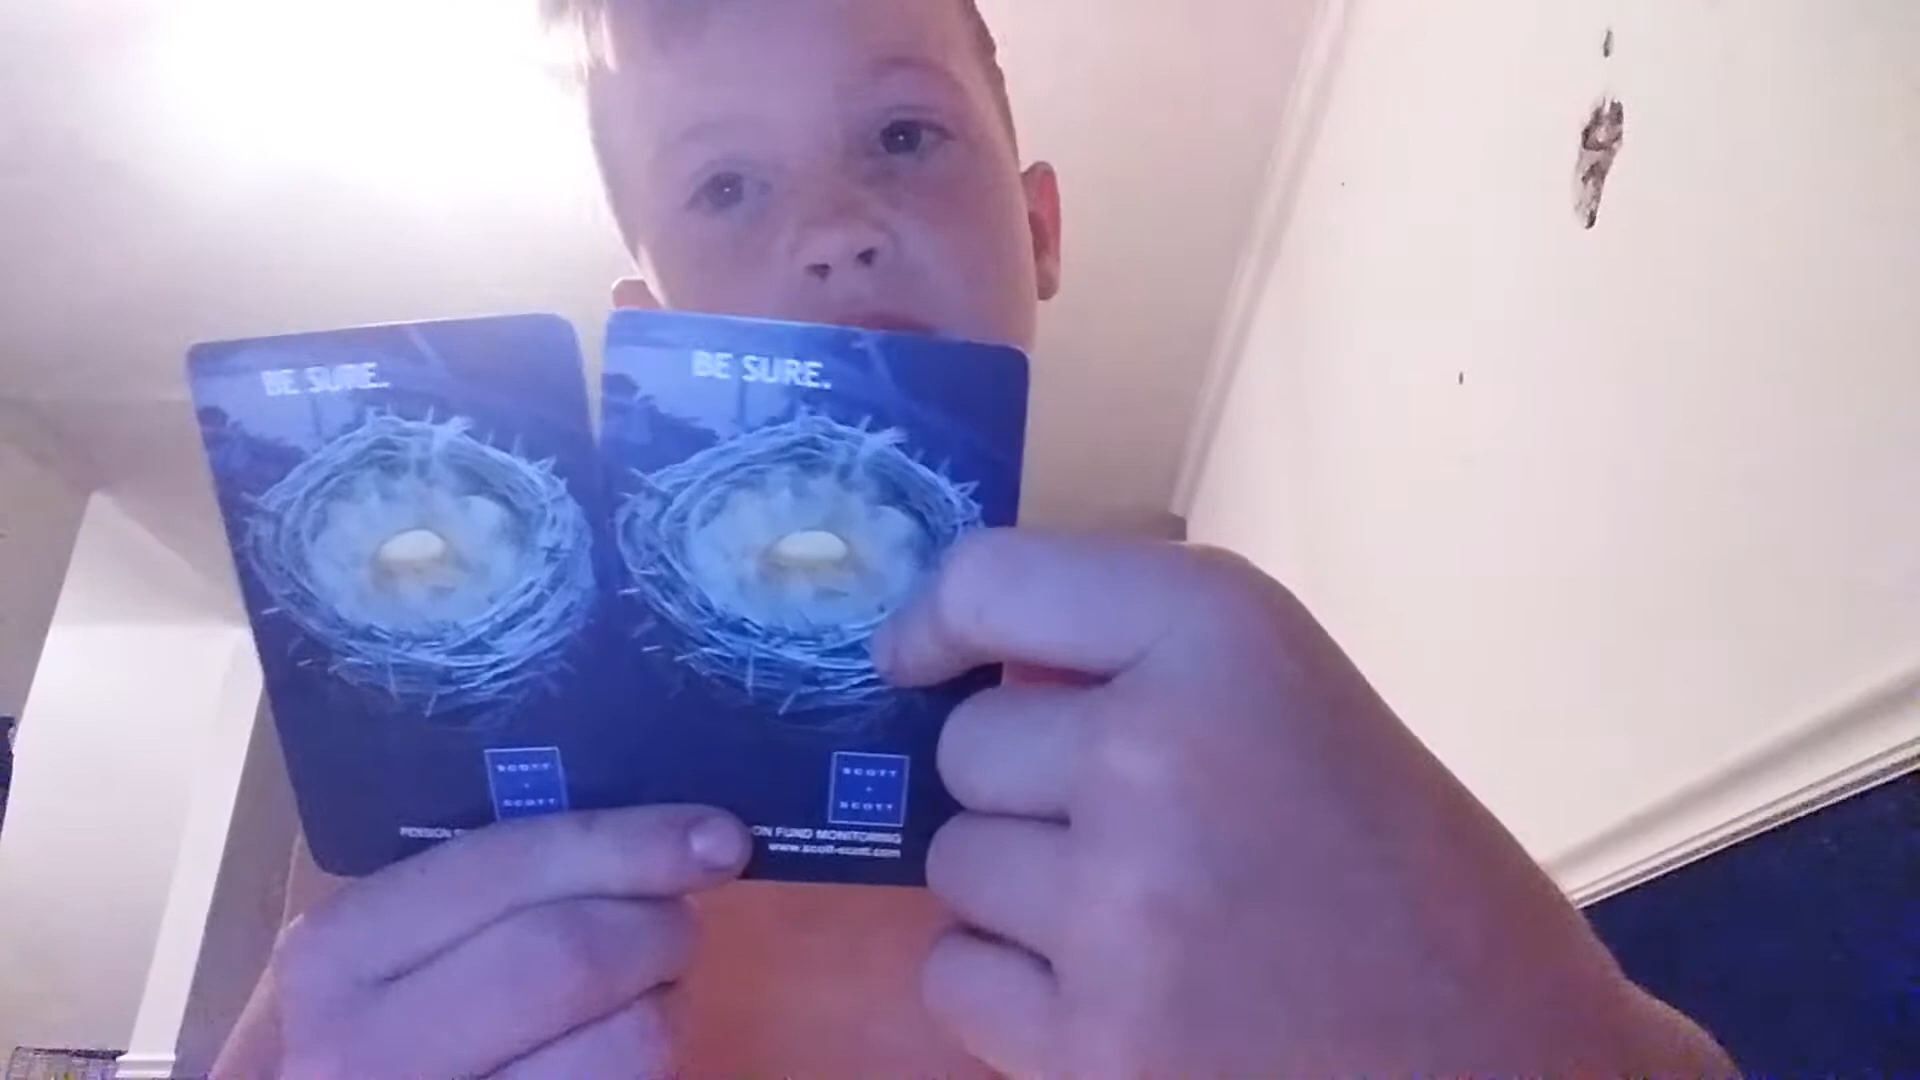 BE SURE.
SCOTT
+
SCOTT
BE SURE.
SCOTT
+
SCOTT
ON FUND MONITORING
www.scott-scott.com